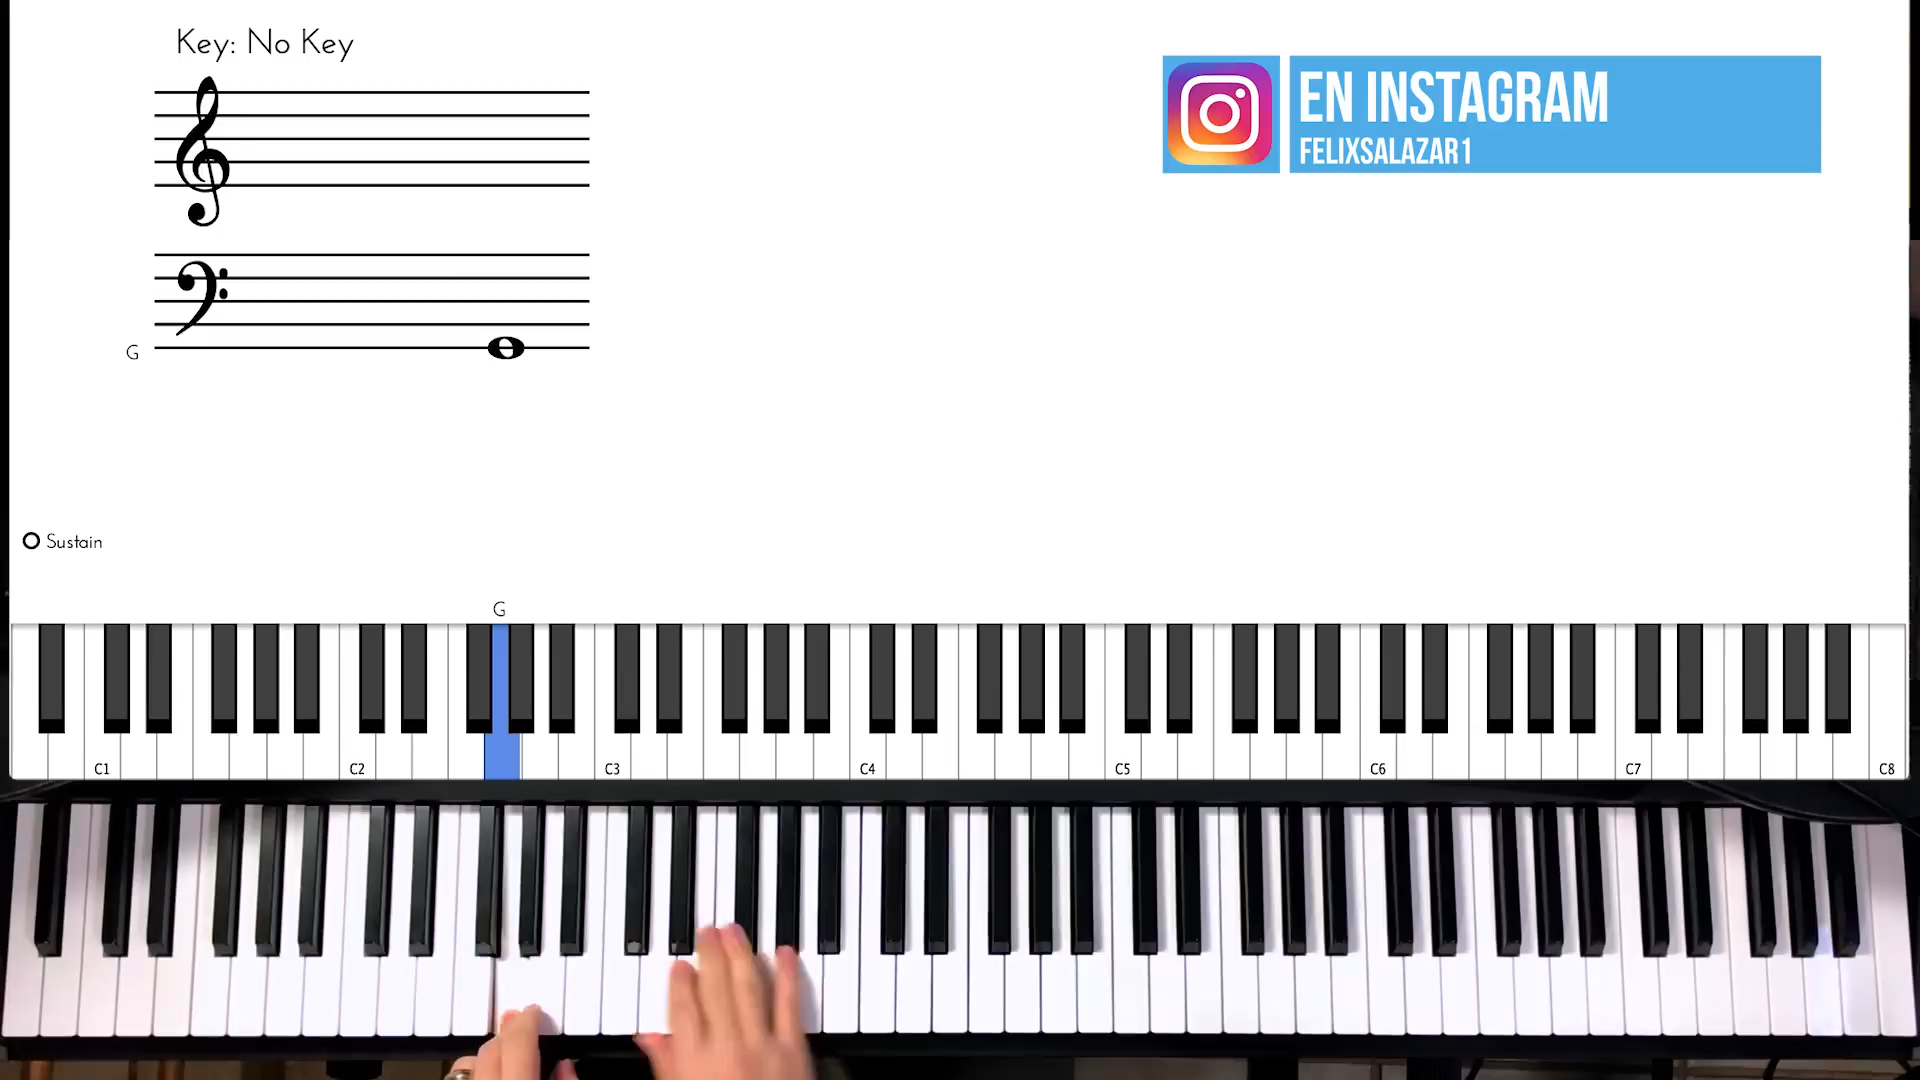 Key: No Key
EN INSTAGRAM
FELIXSALAZAR1
G
Sustain
G
C1 C2 C3 C4 C5 C6 C7 C8